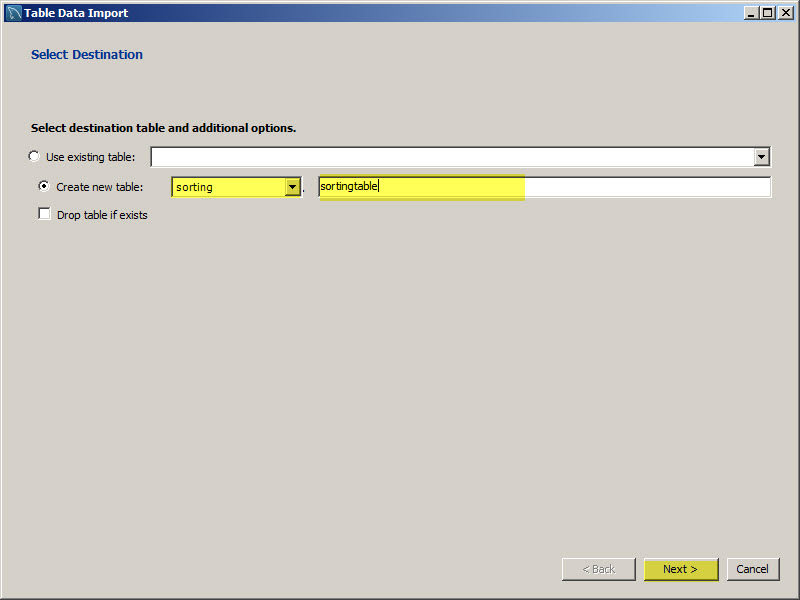 Table Data Import
Select Destination
Select destination table and additional options.
Use existing table:
Create new table: sorting . sortingtable
Drop table if exists
< Back Next > Cancel